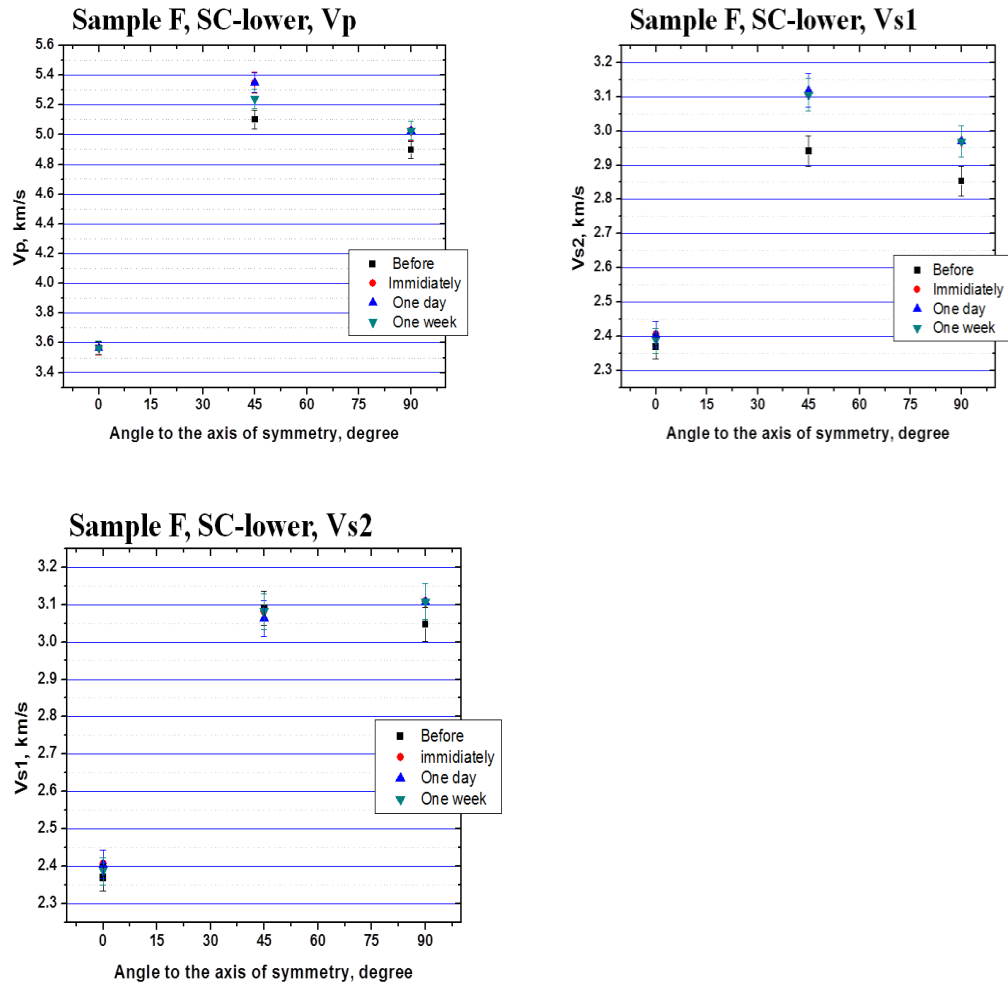 Sample F, SC-lower, Vp
5.6
5.4
5.2
5.0
4.8
4.6
4.4
4.2
4.0
3.8
3.6
3.4
Vp, km/s
Before
Immidiately
One day
One week
0 15 30 45 60 75 90
Angle to the axis of symmetry, degree
Sample F, SC-lower, Vs1
3.2
3.1
3.0
2.9
2.8
2.7
2.6
2.5
2.4
2.3
Vs2, km/s
Before
Immidiately
One day
One week
0 15 30 45 60 75 90
Angle to the axis of symmetry, degree
Sample F, SC-lower, Vs2
3.2
3.1
3.0
2.9
2.8
2.7
2.6
2.5
2.4
2.3
Vs1, km/s
Before
immidiately
One day
One week
0 15 30 45 60 75 90
Angle to the axis of symmetry, degree